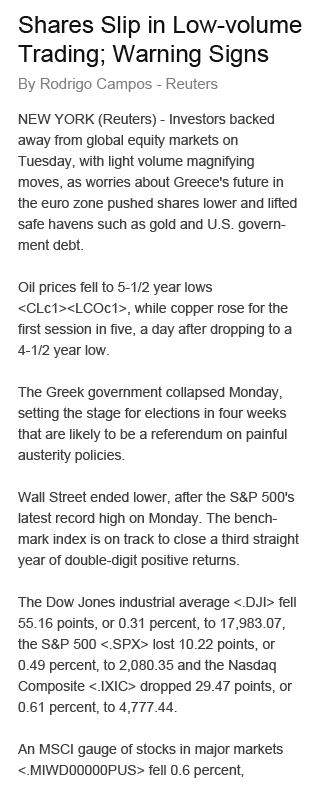 Shares Slip in Low-volume
Trading; Warning Signs
By Rodrigo Campos - Reuters
NEW YORK (Reuters) - Investors backed
away from global equity markets on
Tuesday, with light volume magnifying
moves, as worries about Greece's future in
the euro zone pushed shares lower and lifted
safe havens such as gold and U.S. govern-
ment debt.
Oil prices fell to 5-1/2 year lows
<CLc1><LCOc1>, while copper rose for the
first session in five, a day after dropping to a
4-1/2 year low.
The Greek government collapsed Monday,
setting the stage for elections in four weeks
that are likely to be a referendum on painful
austerity policies.
Wall Street ended lower, after the S&P 500's
latest record high on Monday. The bench-
mark index is on track to close a third straight
year of double-digit positive returns.
The Dow Jones industrial average <.DJI> fell
55.16 points, or 0.31 percent, to 17,983.07,
the S&P 500 <.SPX> lost 10.22 points, or
0.49 percent, to 2,080.35 and the Nasdaq
Composite <.IXIC> dropped 29.47 points, or
0.61 percent, to 4,777.44.
An MSCI gauge of stocks in major markets
<.MIWD00000PUS> fell 0.6 percent,